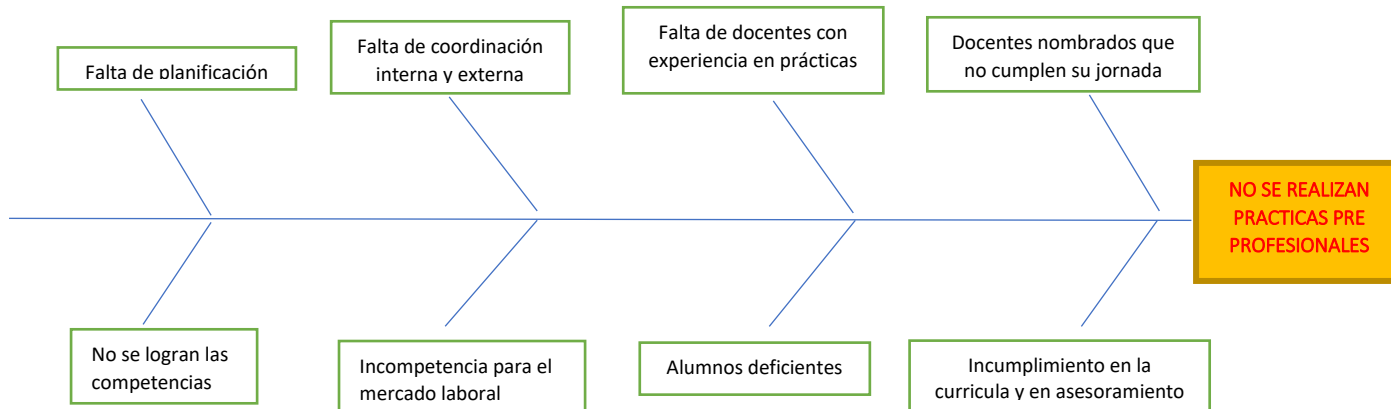 Falta de planificación
Falta de coordinación
interna y externa
Falta de docentes con
experiencia en prácticas
Docentes nombrados que
no cumplen su jornada
NO SE REALIZAN
PRACTICAS PRE
PROFESIONALES
No se logran las
competencias
Incompetencia para el
mercado laboral
Alumnos deficientes
Incumplimiento en la
curricula y en asesoramiento